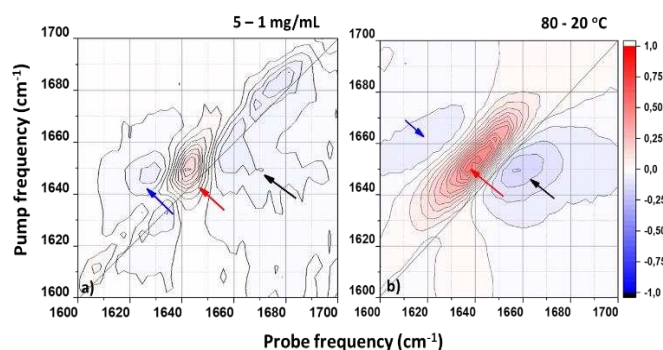 5 – 1 mg/mL
80 - 20 °C
Pump frequency (cm⁻¹)
1700
1680
1660
1640
1620
1600
a)
1600 1620 1640 1660 1680 1700
1700
1680
1660
1640
1620
1600
b)
1600 1620 1640 1660 1680 1700
1,0
0,75
0,50
0,25
0,00
-0,25
-0,50
-0,75
-1,0
Probe frequency (cm⁻¹)